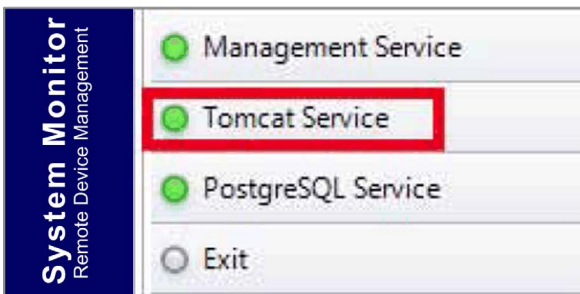 System Monitor
Remote Device Management
Management Service
Tomcat Service
PostgreSQL Service
Exit